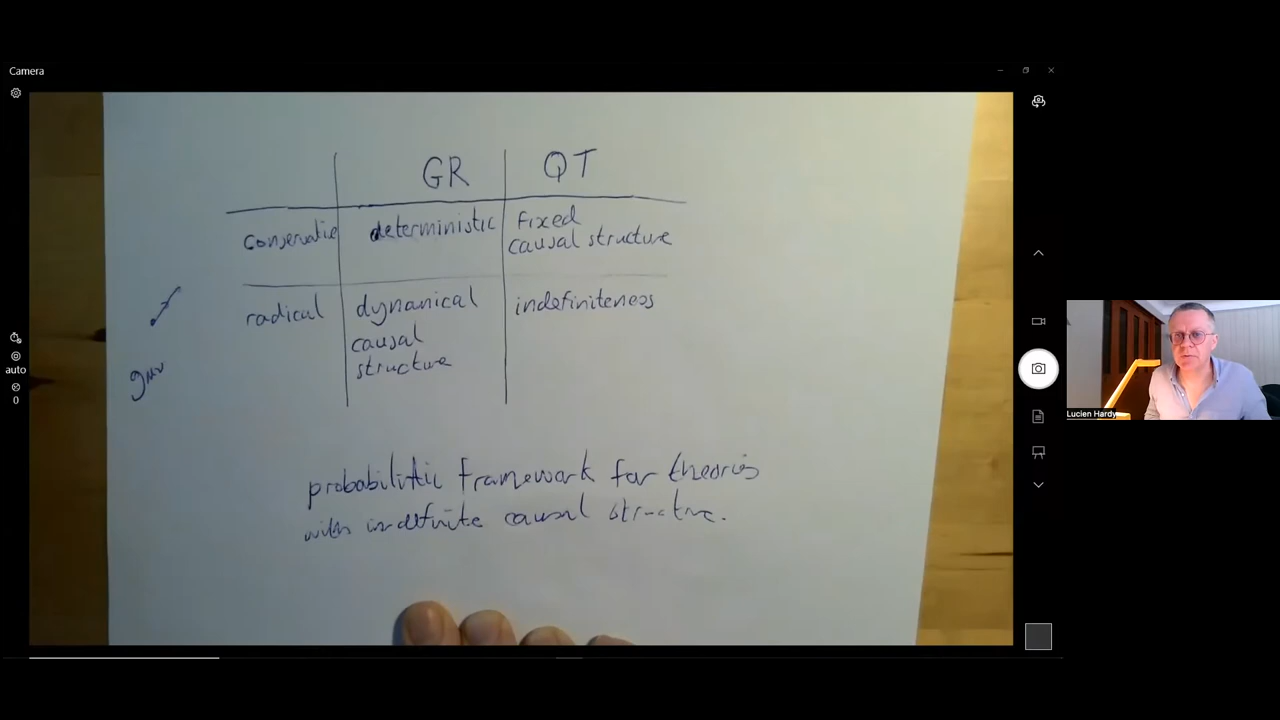 Camera
GR QT
conservative deterministic fixed
causal structure
radical dynamical indefiniteness
causal
structure
gμν
auto
0
Lucien Hardy
probabilistic framework for theories
with indefinite causal structure.